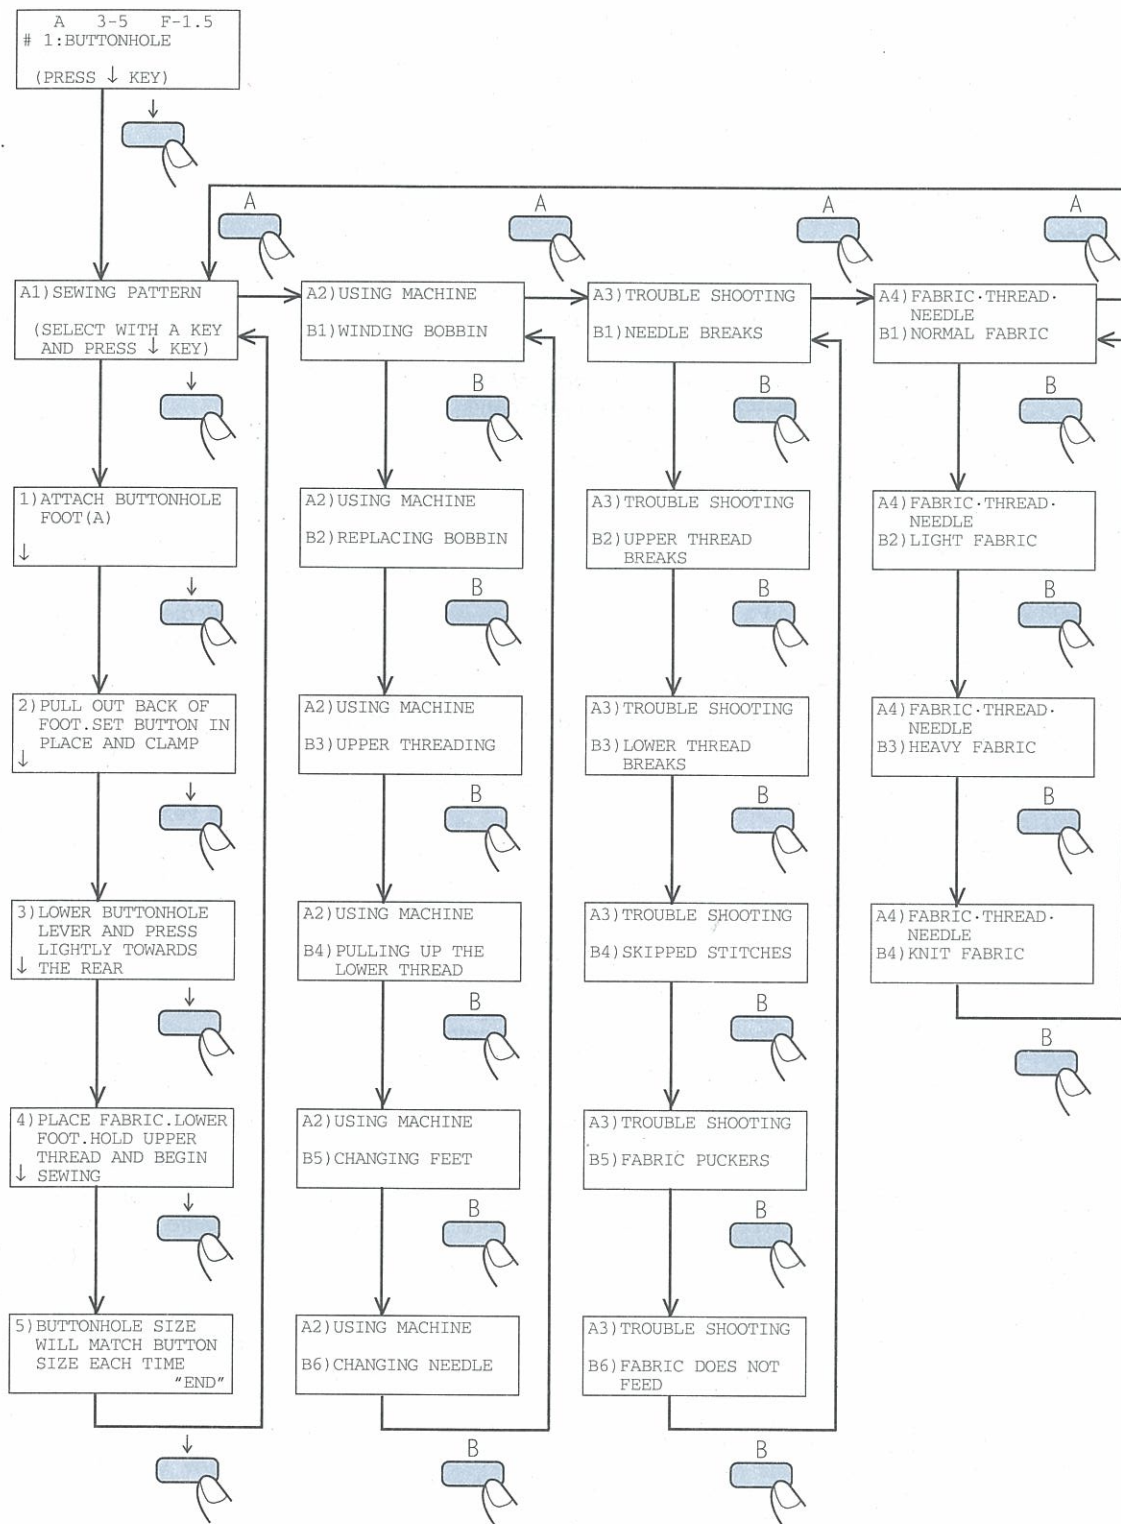 A 3-5 F-1.5
# 1:BUTTONHOLE
(PRESS ↓ KEY)
↓
A
A
A
A
A1)SEWING PATTERN
(SELECT WITH A KEY
AND PRESS ↓ KEY)
↓
1)ATTACH BUTTONHOLE
FOOT(A)
↓
↓
2)PULL OUT BACK OF
FOOT.SET BUTTON IN
PLACE AND CLAMP
↓
↓
3)LOWER BUTTONHOLE
LEVER AND PRESS
LIGHTLY TOWARDS
↓ THE REAR
↓
4)PLACE FABRIC.LOWER
FOOT.HOLD UPPER
THREAD AND BEGIN
↓ SEWING
↓
5)BUTTONHOLE SIZE
WILL MATCH BUTTON
SIZE EACH TIME
"END"
↓
A2)USING MACHINE
B1)WINDING BOBBIN
B
A2)USING MACHINE
B2)REPLACING BOBBIN
B
A2)USING MACHINE
B3)UPPER THREADING
B
A2)USING MACHINE
B4)PULLING UP THE
LOWER THREAD
B
A2)USING MACHINE
B5)CHANGING FEET
B
A2)USING MACHINE
B6)CHANGING NEEDLE
B
A3)TROUBLE SHOOTING
B1)NEEDLE BREAKS
B
A3)TROUBLE SHOOTING
B2)UPPER THREAD
BREAKS
B
A3)TROUBLE SHOOTING
B3)LOWER THREAD
BREAKS
B
A3)TROUBLE SHOOTING
B4)SKIPPED STITCHES
B
A3)TROUBLE SHOOTING
B5)FABRIC PUCKERS
B
A3)TROUBLE SHOOTING
B6)FABRIC DOES NOT
FEED
B
A4)FABRIC·THREAD·
NEEDLE
B1)NORMAL FABRIC
B
A4)FABRIC·THREAD·
NEEDLE
B2)LIGHT FABRIC
B
A4)FABRIC·THREAD·
NEEDLE
B3)HEAVY FABRIC
B
A4)FABRIC·THREAD·
NEEDLE
B4)KNIT FABRIC
B